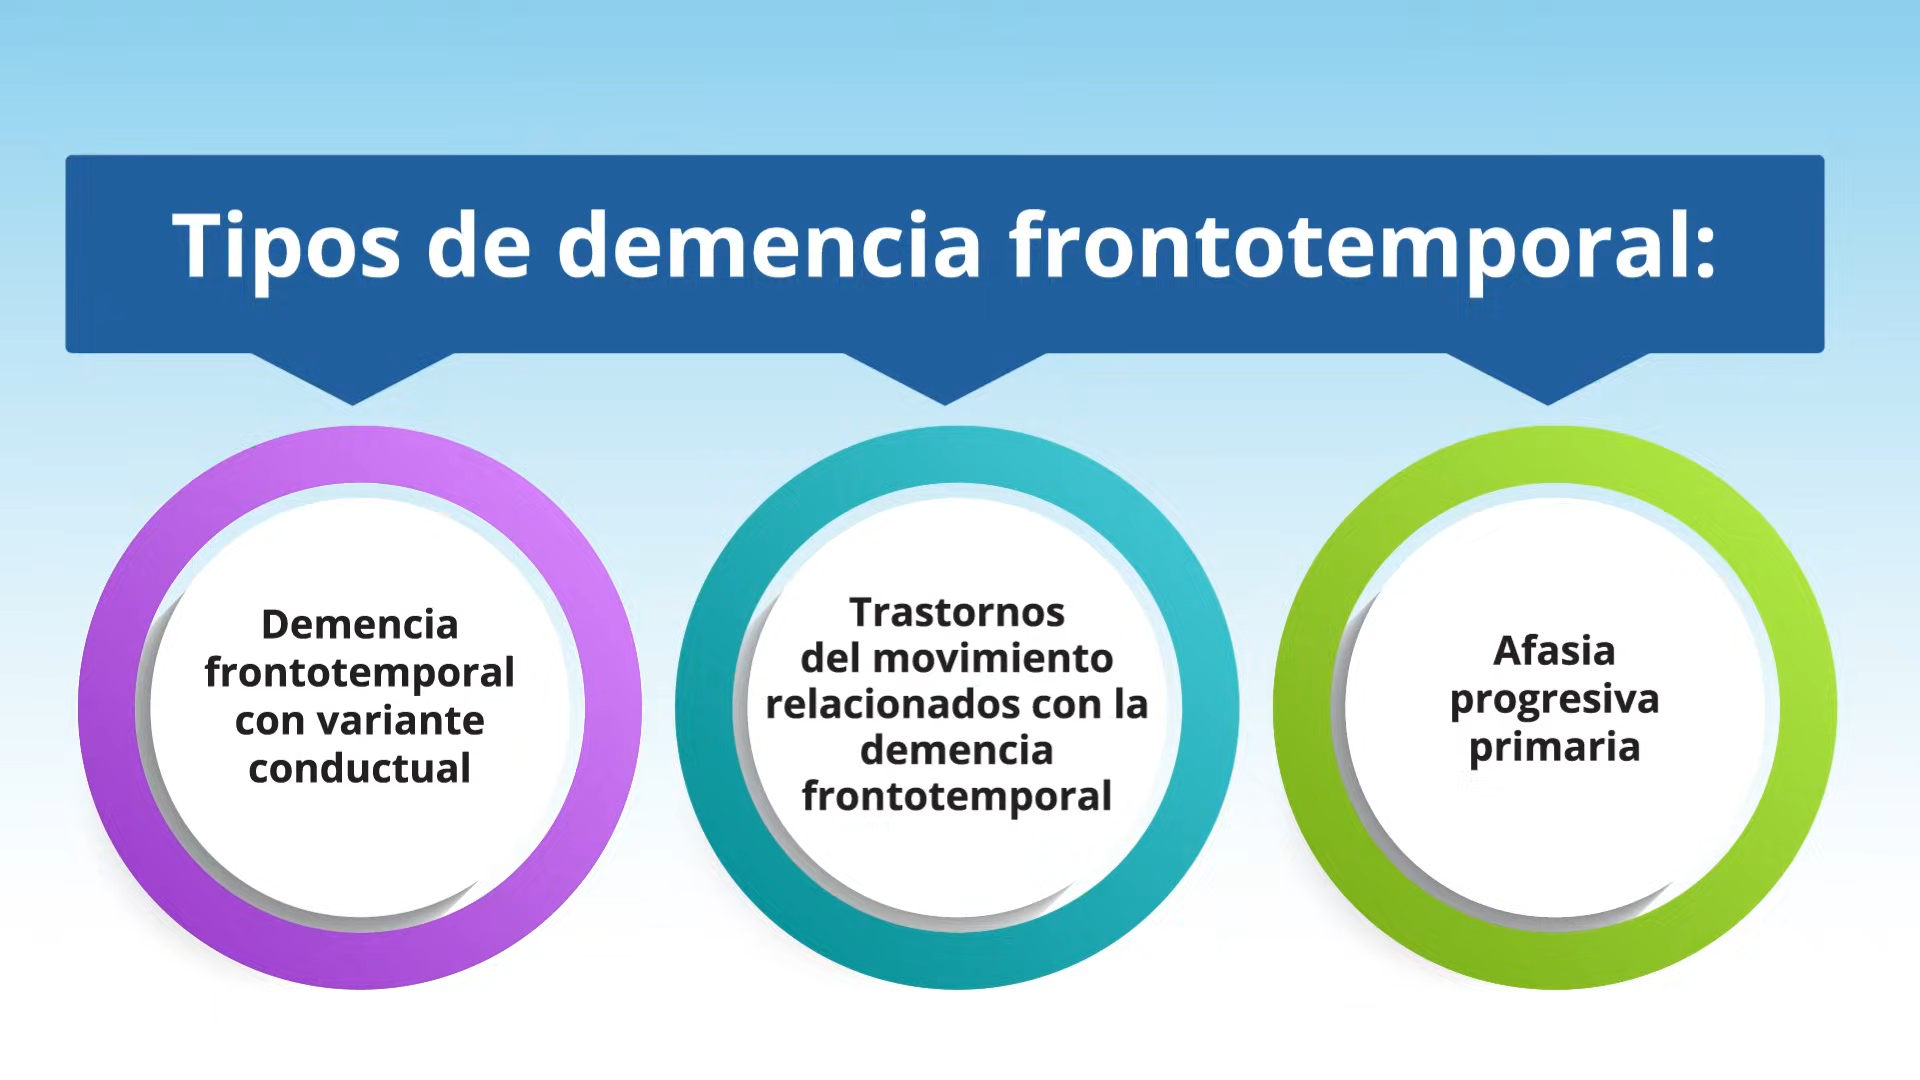 Tipos de demencia frontotemporal:
Demencia
frontotemporal
con variante
conductual
Trastornos
del movimiento
relacionados con la
demencia
frontotemporal
Afasia
progresiva
primaria